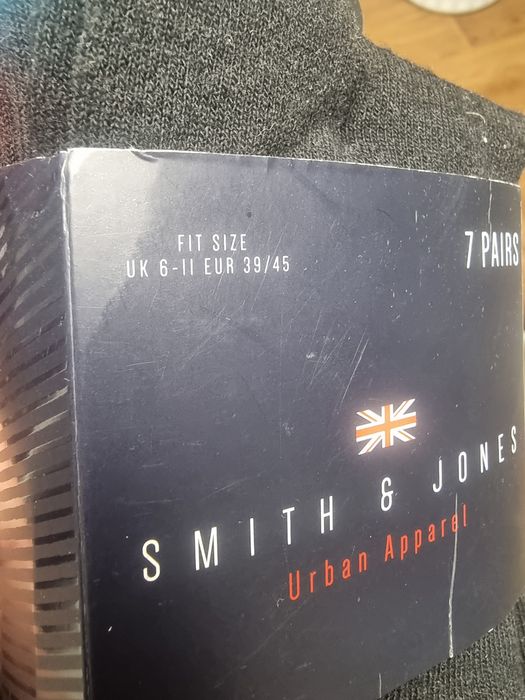 FIT SIZE
UK 6-11 EUR 39/45
7 PAIRS
SMITH & JONES
Urban Apparel